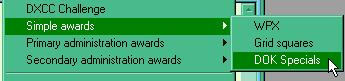 DXCC Challenge
Simple awards
Primary administration awards
Secondary administration awards
WPX
Grid squares
DOK Specials